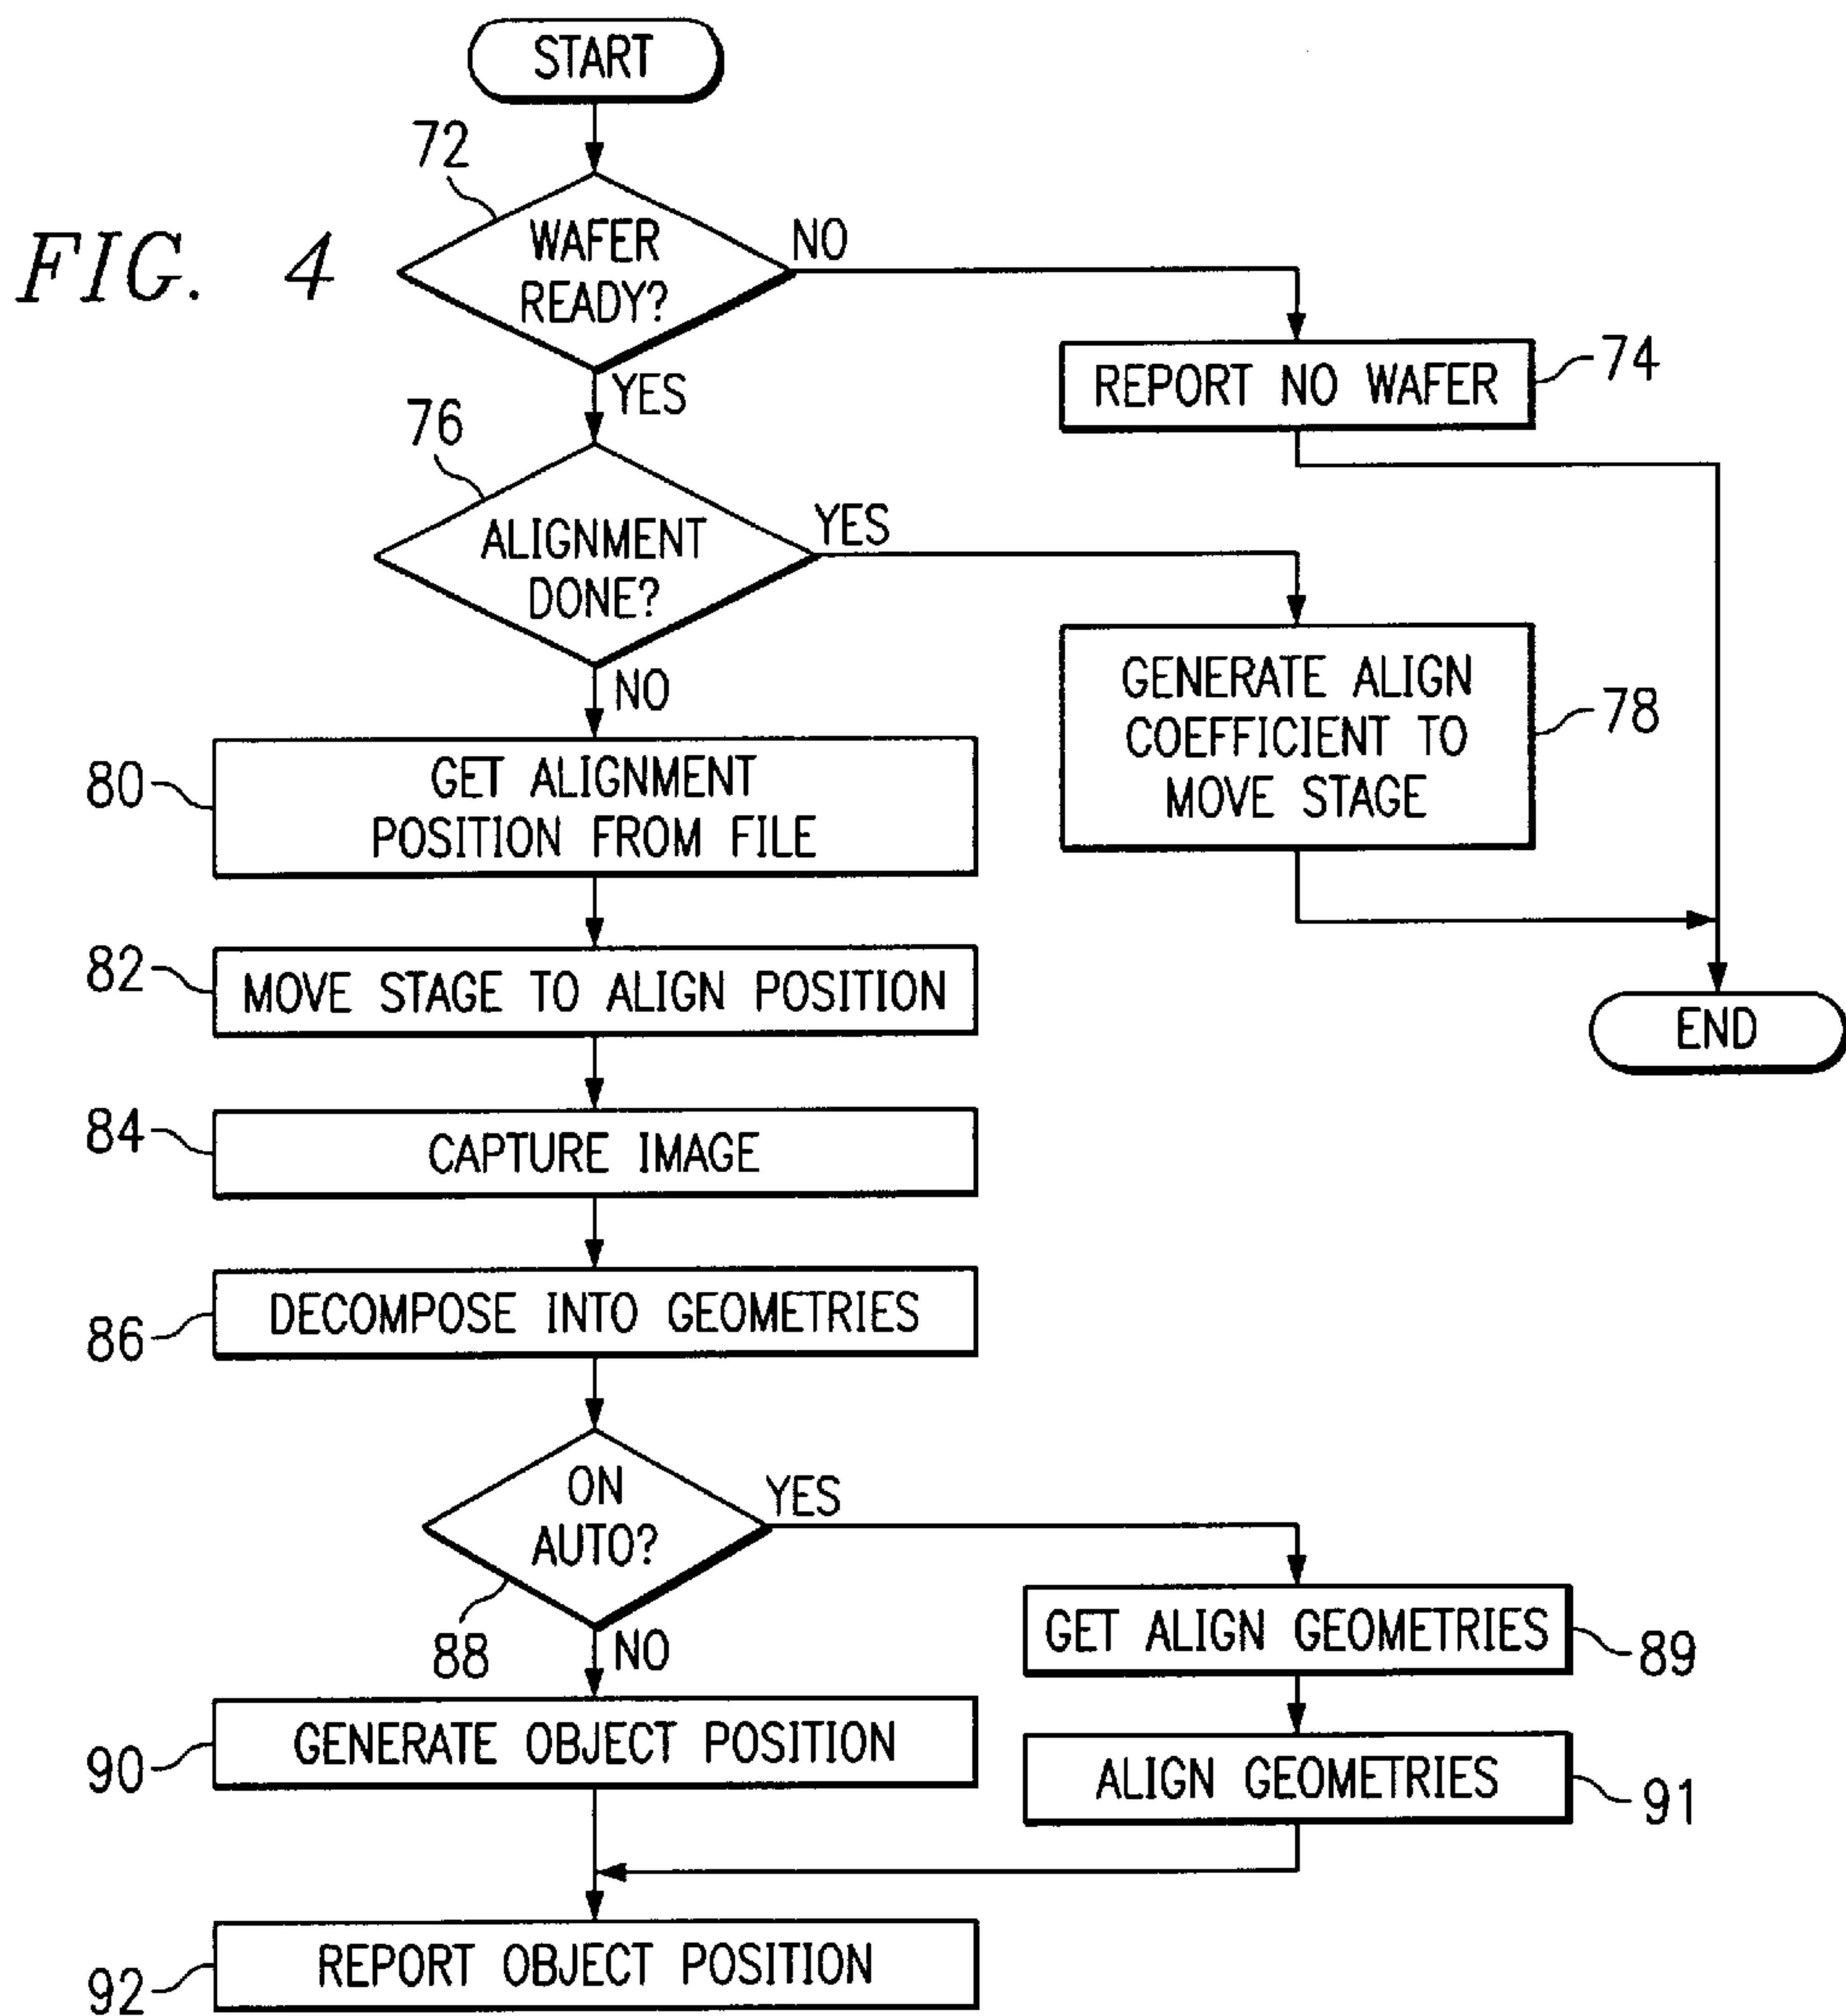 START
72
FIG. 4
WAFER
READY?
NO
YES
REPORT NO WAFER
74
76
ALIGNMENT
DONE?
YES
NO
GENERATE ALIGN
COEFFICIENT TO
MOVE STAGE
78
80
GET ALIGNMENT
POSITION FROM FILE
82
MOVE STAGE TO ALIGN POSITION
END
84
CAPTURE IMAGE
86
DECOMPOSE INTO GEOMETRIES
ON
AUTO?
YES
88
NO
GET ALIGN GEOMETRIES
89
90
GENERATE OBJECT POSITION
ALIGN GEOMETRIES
91
92
REPORT OBJECT POSITION